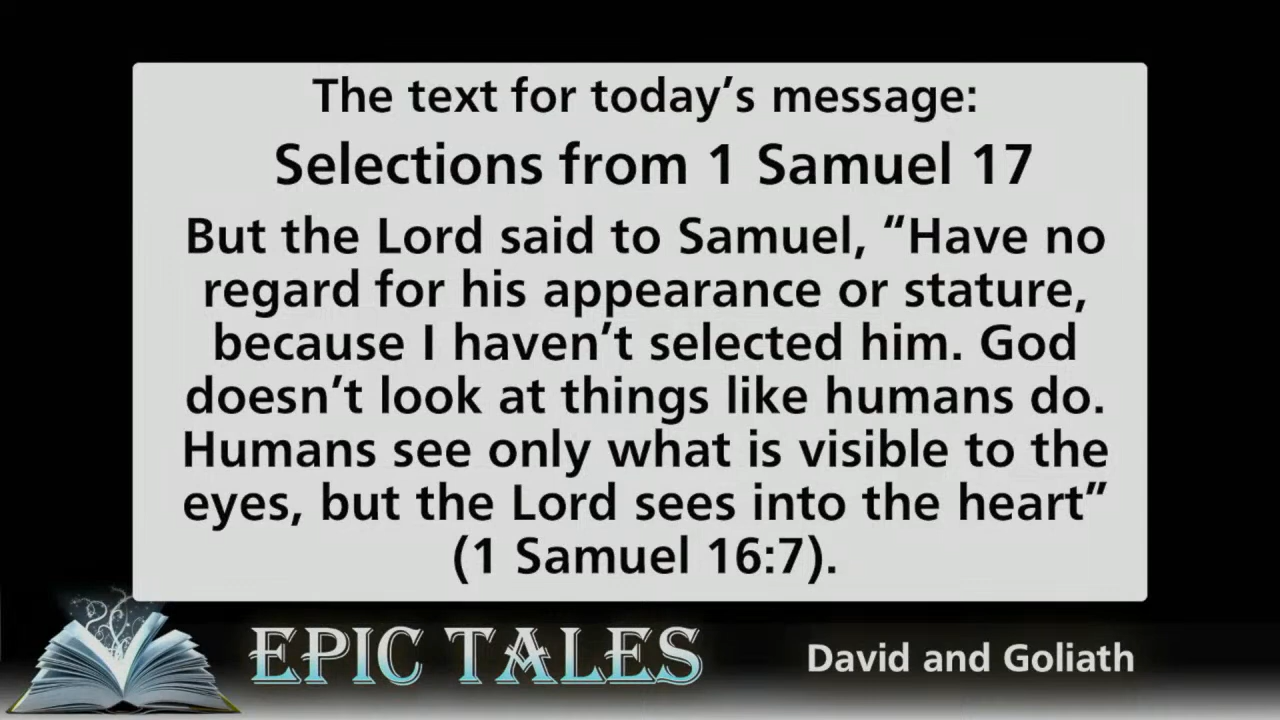 The text for today’s message:
Selections from 1 Samuel 17
But the Lord said to Samuel, “Have no
regard for his appearance or stature,
because I haven’t selected him. God
doesn’t look at things like humans do.
Humans see only what is visible to the
eyes, but the Lord sees into the heart”
(1 Samuel 16:7).
EPIC TALES
David and Goliath